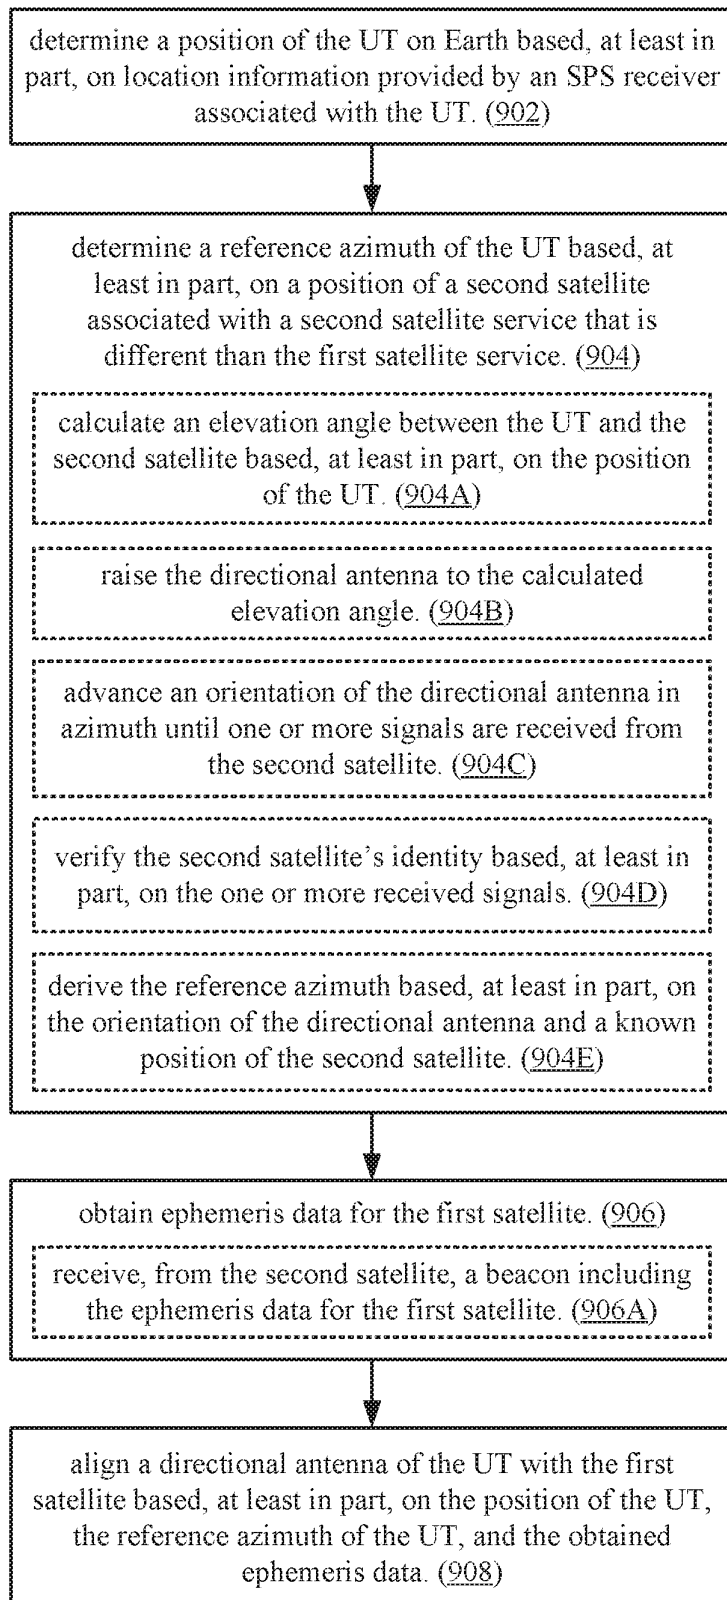 determine a position of the UT on Earth based, at least in
part, on location information provided by an SPS receiver
associated with the UT. (902)
determine a reference azimuth of the UT based, at
least in part, on a position of a second satellite
associated with a second satellite service that is
different than the first satellite service. (904)
calculate an elevation angle between the UT and the
second satellite based, at least in part, on the position
of the UT. (904A)
raise the directional antenna to the calculated
elevation angle. (904B)
advance an orientation of the directional antenna in
azimuth until one or more signals are received from
the second satellite. (904C)
verify the second satellite's identity based, at least in
part, on the one or more received signals. (904D)
derive the reference azimuth based, at least in part, on
the orientation of the directional antenna and a known
position of the second satellite. (904E)
obtain ephemeris data for the first satellite. (906)
receive, from the second satellite, a beacon including
the ephemeris data for the first satellite. (906A)
align a directional antenna of the UT with the first
satellite based, at least in part, on the position of the UT,
the reference azimuth of the UT, and the obtained
ephemeris data. (908)